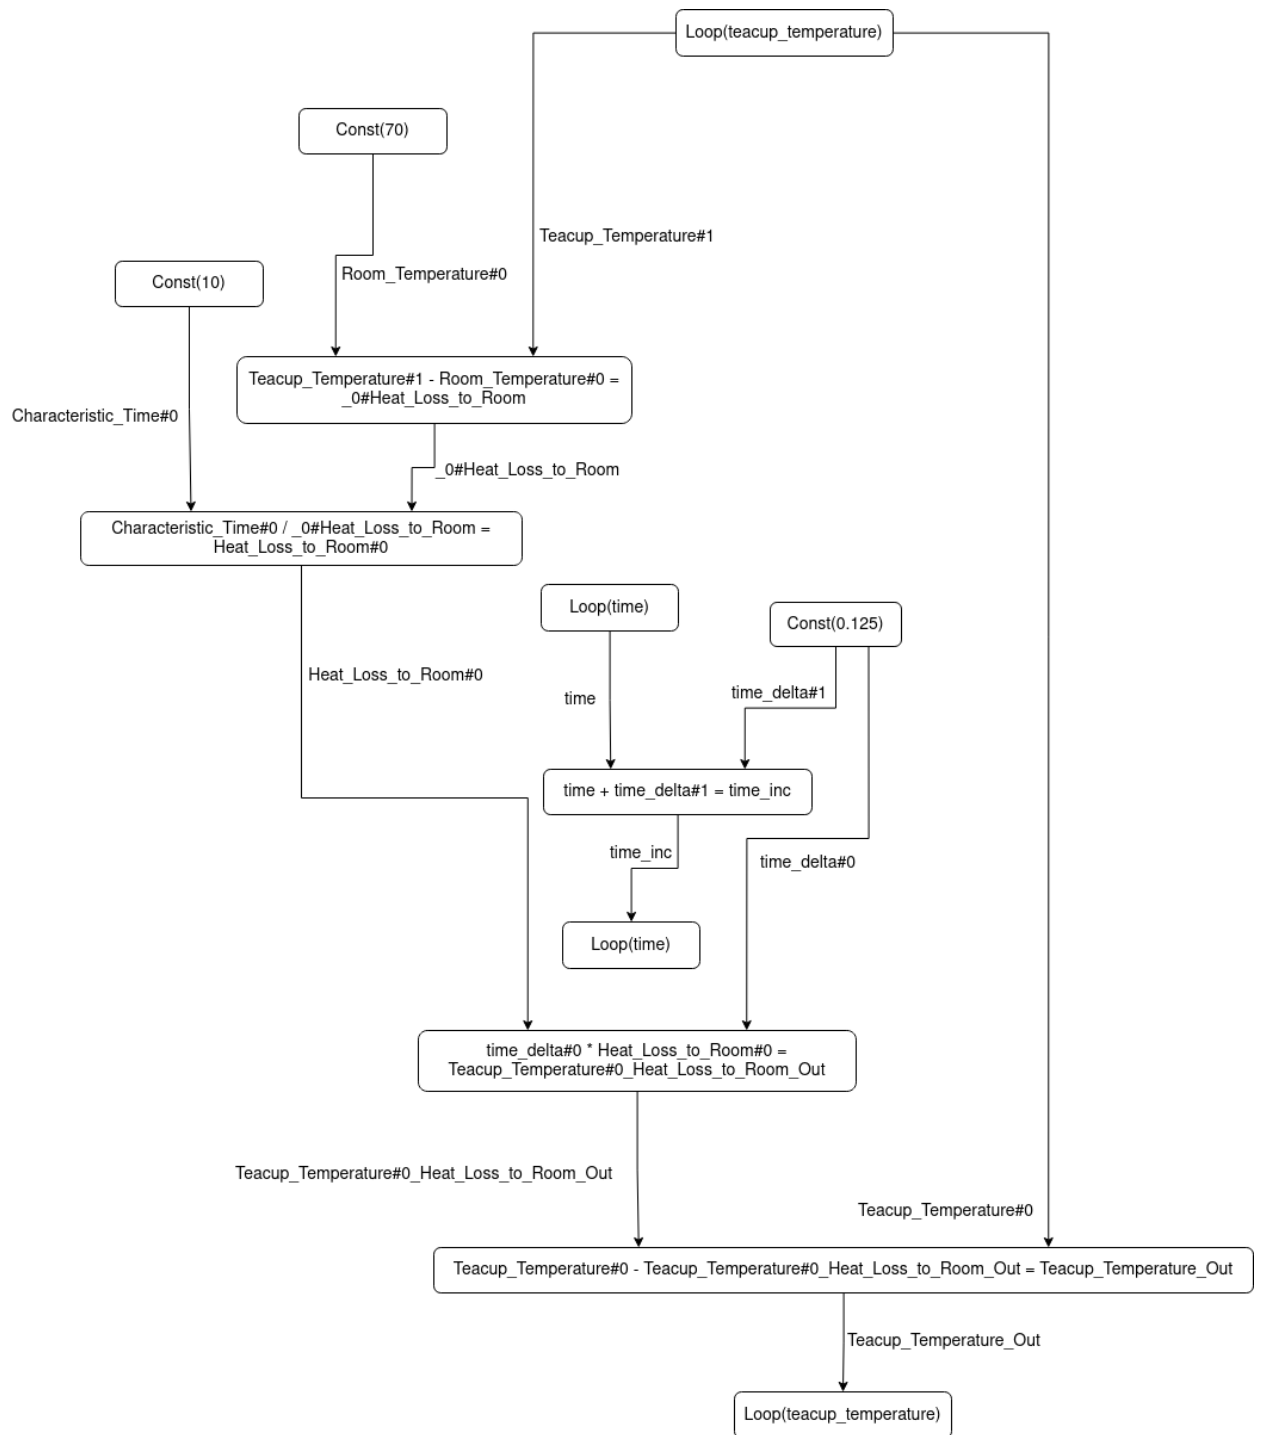 Loop(teacup_temperature)
Const(70)
Teacup_Temperature#1
Room_Temperature#0
Const(10)
Teacup_Temperature#1 - Room_Temperature#0 =
_0#Heat_Loss_to_Room
Characteristic_Time#0
_0#Heat_Loss_to_Room
Characteristic_Time#0 / _0#Heat_Loss_to_Room =
Heat_Loss_to_Room#0
Loop(time)
Const(0.125)
Heat_Loss_to_Room#0
time
time_delta#1
time + time_delta#1 = time_inc
time_inc
time_delta#0
Loop(time)
time_delta#0 * Heat_Loss_to_Room#0 =
Teacup_Temperature#0_Heat_Loss_to_Room_Out
Teacup_Temperature#0_Heat_Loss_to_Room_Out
Teacup_Temperature#0
Teacup_Temperature#0 - Teacup_Temperature#0_Heat_Loss_to_Room_Out = Teacup_Temperature_Out
Teacup_Temperature_Out
Loop(teacup_temperature)